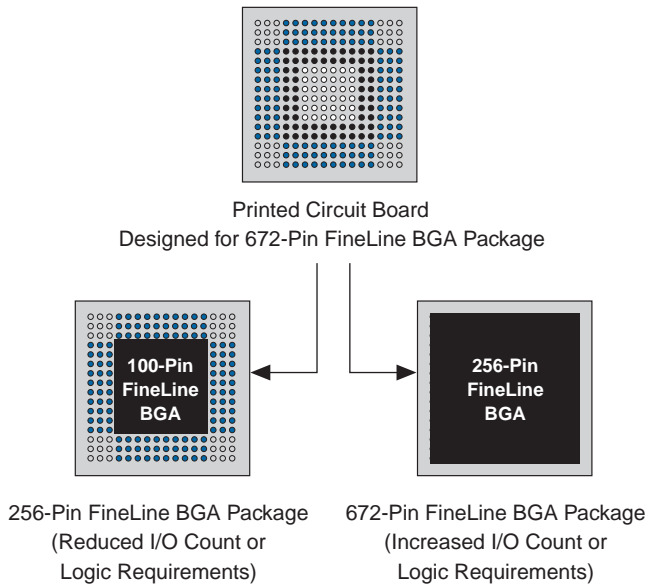 Printed Circuit Board
Designed for 672-Pin FineLine BGA Package
100-Pin
FineLine
BGA
256-Pin
FineLine
BGA
256-Pin FineLine BGA Package
(Reduced I/O Count or
Logic Requirements)
672-Pin FineLine BGA Package
(Increased I/O Count or
Logic Requirements)